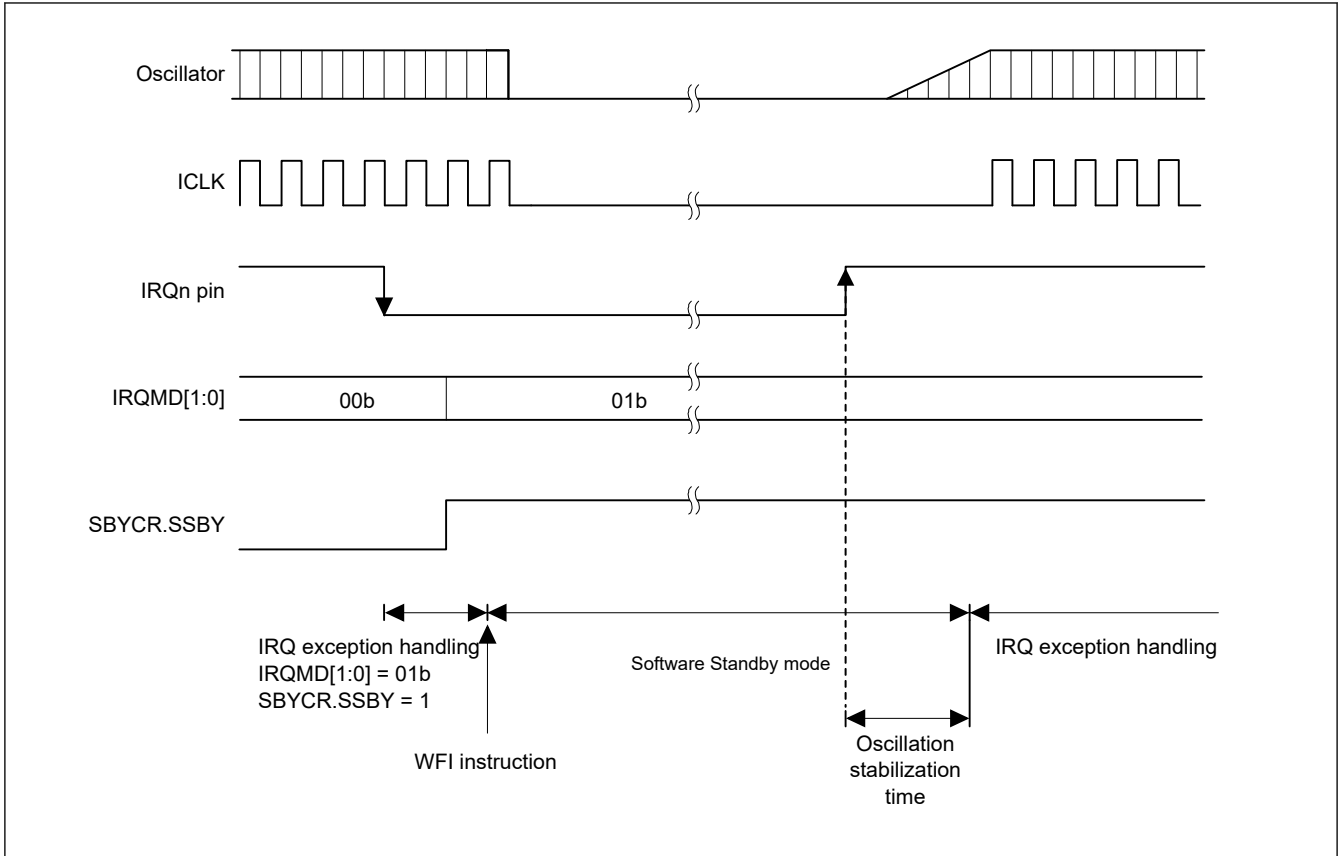 Oscillator
ICLK
IRQn pin
IRQMD[1:0]
00b
01b
SBYCR.SSBY
IRQ exception handling
IRQMD[1:0] = 01b
SBYCR.SSBY = 1
WFI instruction
Software Standby mode
Oscillation
stabilization
time
IRQ exception handling